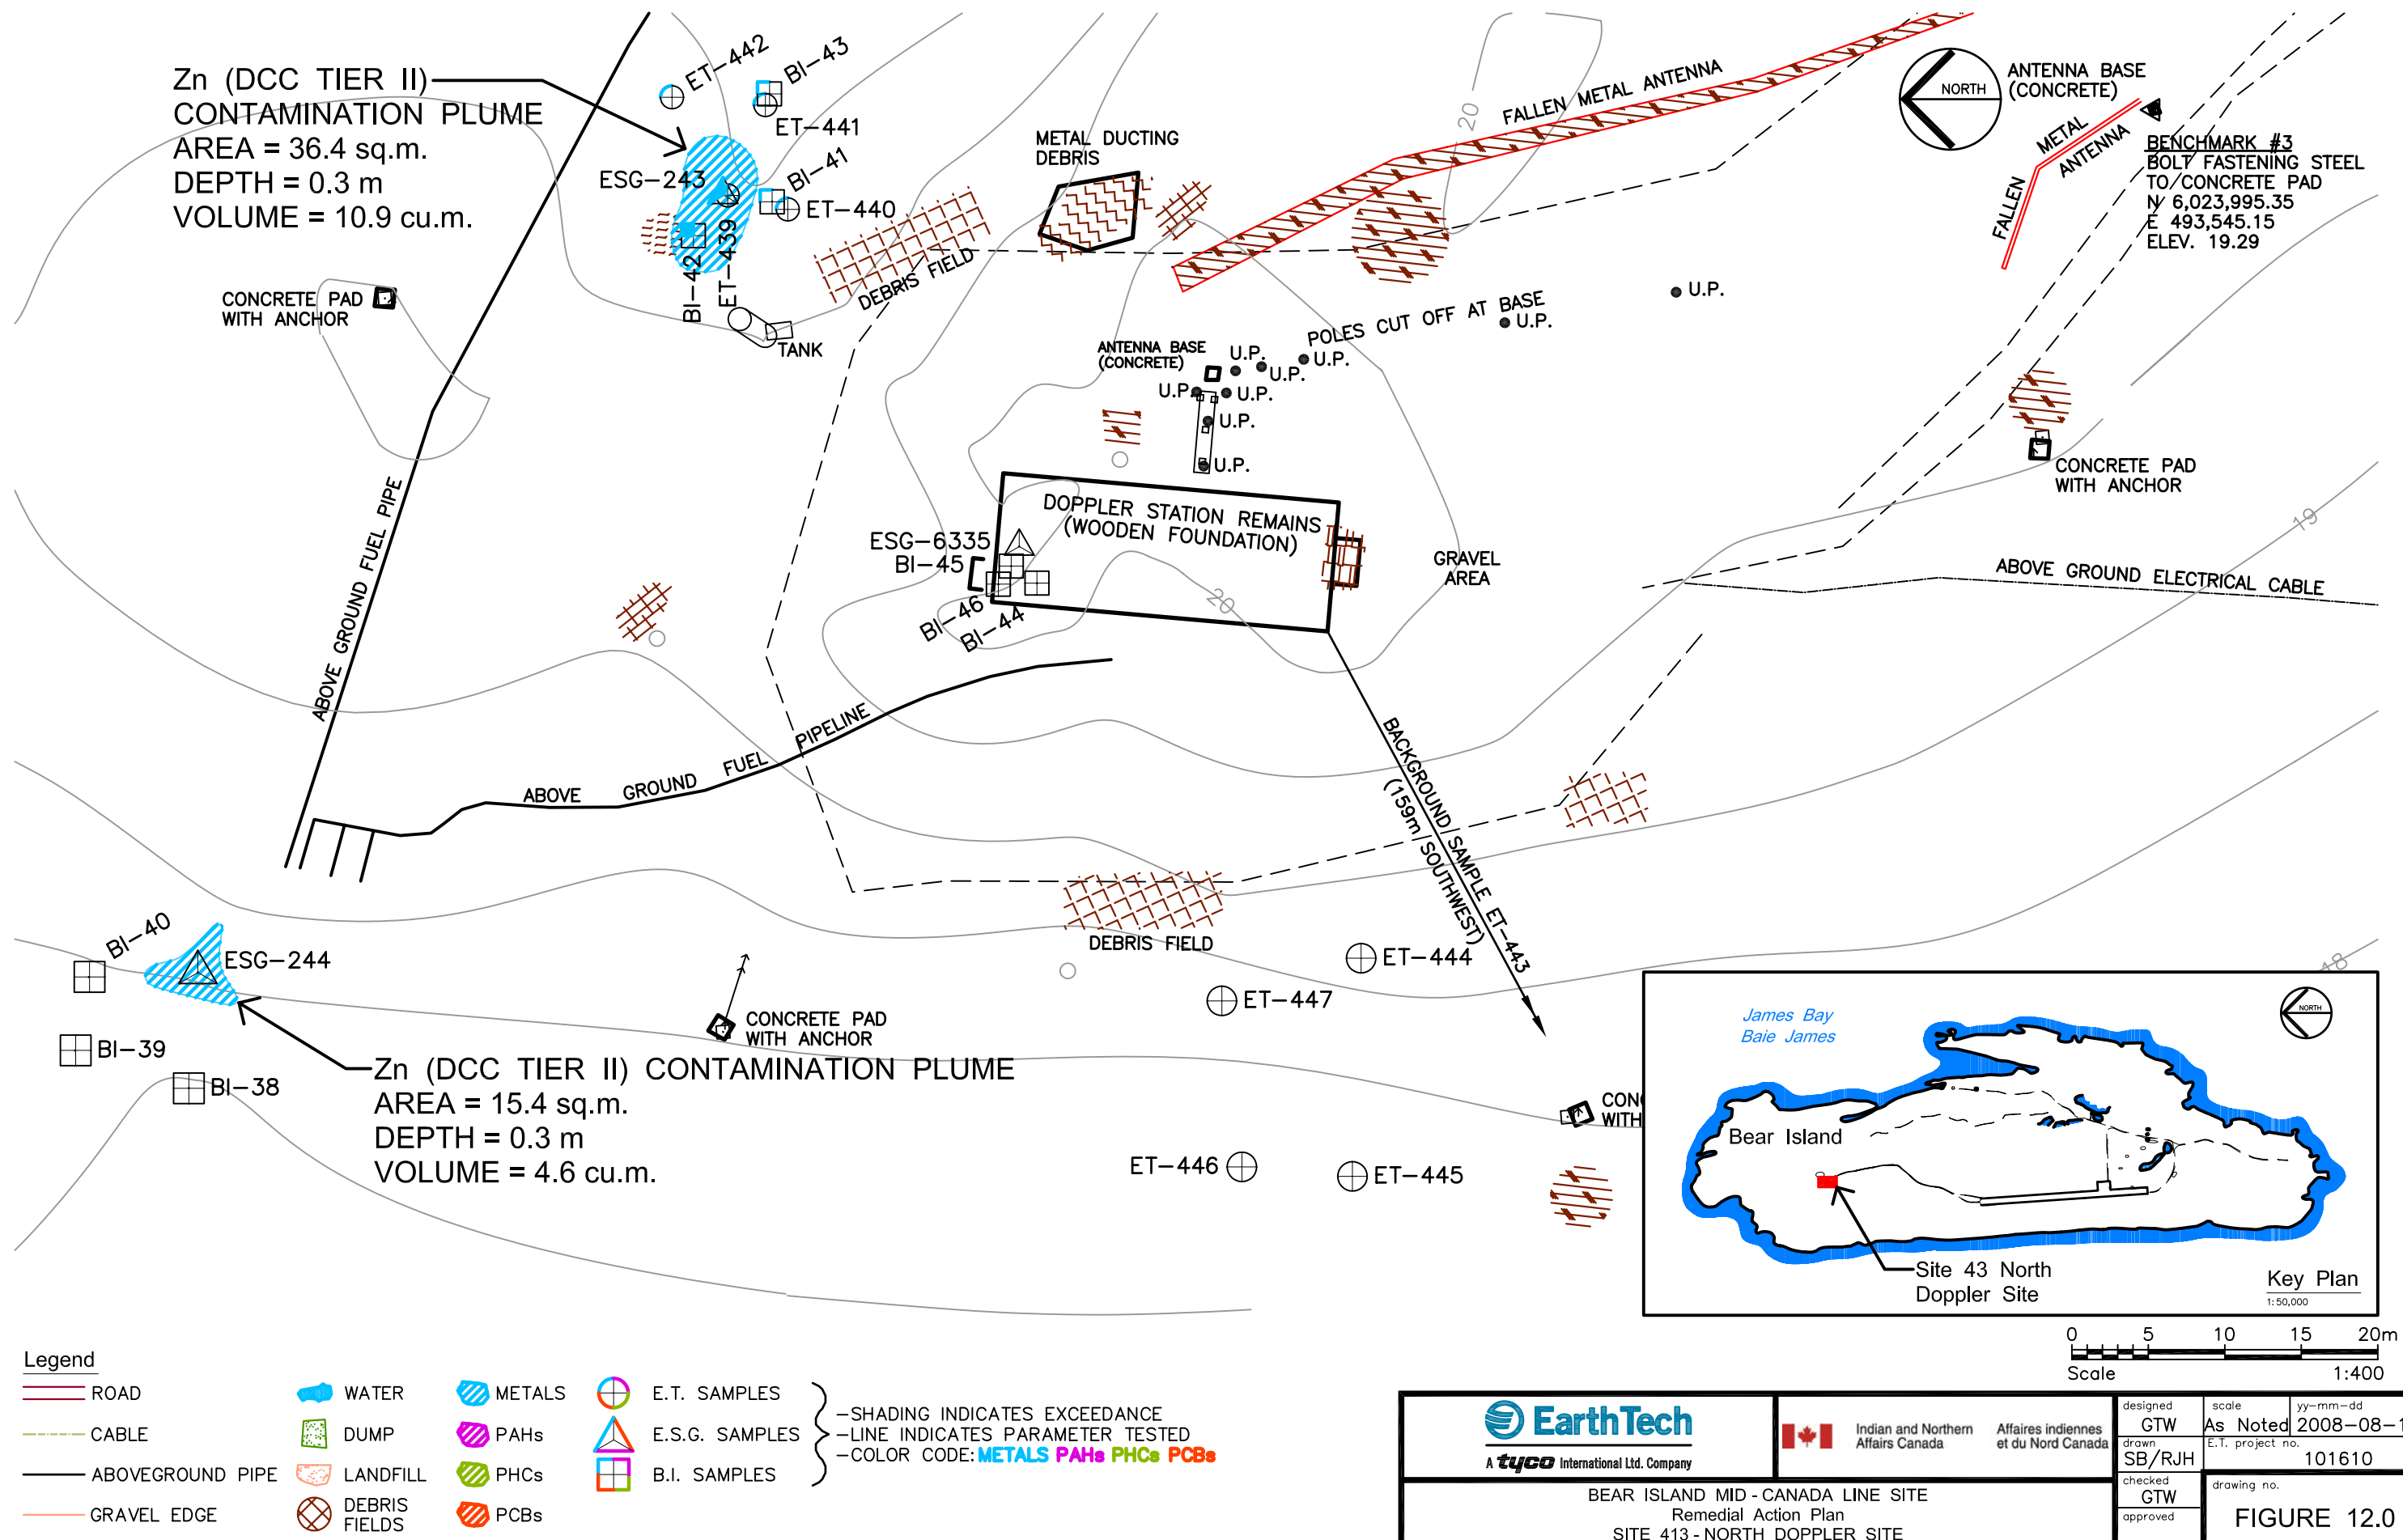 Zn (DCC TIER II)
CONTAMINATION PLUME
AREA = 36.4 sq.m.
DEPTH = 0.3 m
VOLUME = 10.9 cu.m.
ET-442
BI-43
ET-441
ESG-243
BI-41
ET-440
BI-42
ET-439
TANK
DEBRIS FIELD
METAL DUCTING
DEBRIS
FALLEN METAL ANTENNA
20
NORTH
ANTENNA BASE
(CONCRETE)
FALLEN
METAL
ANTENNA
BENCHMARK #3
BOLT FASTENING STEEL
TO CONCRETE PAD
N 6,023,995.35
E 493,545.15
ELEV. 19.29
CONCRETE PAD
WITH ANCHOR
ABOVE GROUND FUEL PIPE
ANTENNA BASE
(CONCRETE)
POLES CUT OFF AT BASE
U.P.
U.P.
U.P.
U.P.
U.P.
U.P.
U.P.
U.P.
U.P.
CONCRETE PAD
WITH ANCHOR
DOPPLER STATION REMAINS
(WOODEN FOUNDATION)
ESG-6335
BI-45
BI-46
BI-44
20
GRAVEL
AREA
19
ABOVE GROUND ELECTRICAL CABLE
ABOVE GROUND FUEL PIPELINE
BACKGROUND SAMPLE ET-443
(159m SOUTHWEST)
DEBRIS FIELD
BI-40
ESG-244
BI-39
BI-38
CONCRETE PAD
WITH ANCHOR
ET-444
ET-447
ET-446
ET-445
Zn (DCC TIER II) CONTAMINATION PLUME
AREA = 15.4 sq.m.
DEPTH = 0.3 m
VOLUME = 4.6 cu.m.
CON
WITH
18
James Bay
Baie James
NORTH
Bear Island
Site 43 North
Doppler Site
Key Plan
1:50,000
0 5 10 15 20m
Scale 1:400
Legend
ROAD
CABLE
ABOVEGROUND PIPE
GRAVEL EDGE
WATER
DUMP
LANDFILL
DEBRIS
FIELDS
METALS
PAHs
PHCs
PCBs
E.T. SAMPLES
E.S.G. SAMPLES
B.I. SAMPLES
-SHADING INDICATES EXCEEDANCE
-LINE INDICATES PARAMETER TESTED
-COLOR CODE: METALS PAHs PHCs PCBs
EarthTech
A tyco International Ltd. Company
Indian and Northern
Affairs Canada
Affaires indiennes
et du Nord Canada
designed
GTW
scale
As Noted
yy-mm-dd
2008-08-1
drawn
SB/RJH
E.T. project no.
101610
checked
GTW
approved
drawing no.
FIGURE 12.0
BEAR ISLAND MID - CANADA LINE SITE
Remedial Action Plan
SITE 413 - NORTH DOPPLER SITE